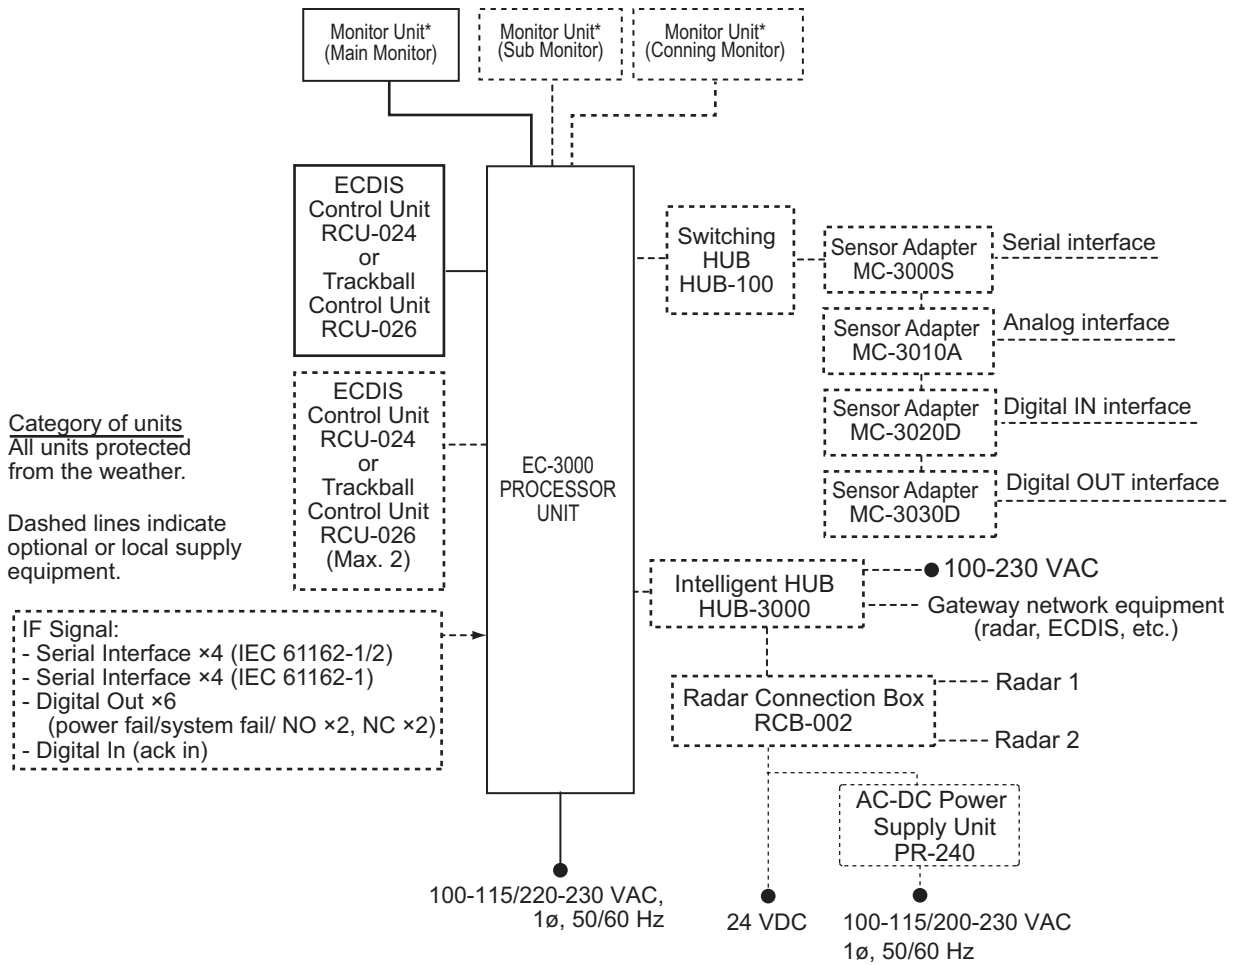 Monitor Unit*
(Main Monitor)
Monitor Unit*
(Sub Monitor)
Monitor Unit*
(Conning Monitor)
ECDIS
Control Unit
RCU-024
or
Trackball
Control Unit
RCU-026
ECDIS
Control Unit
RCU-024
or
Trackball
Control Unit
RCU-026
(Max. 2)
Category of units
All units protected
from the weather.
Dashed lines indicate
optional or local supply
equipment.
IF Signal:
- Serial Interface ×4 (IEC 61162-1/2)
- Serial Interface ×4 (IEC 61162-1)
- Digital Out ×6
(power fail/system fail/ NO ×2, NC ×2)
- Digital In (ack in)
EC-3000
PROCESSOR
UNIT
100-115/220-230 VAC,
1ø, 50/60 Hz
Switching
HUB
HUB-100
Sensor Adapter
MC-3000S
Serial interface
Sensor Adapter
MC-3010A
Analog interface
Sensor Adapter
MC-3020D
Digital IN interface
Sensor Adapter
MC-3030D
Digital OUT interface
Intelligent HUB
HUB-3000
100-230 VAC
Gateway network equipment
(radar, ECDIS, etc.)
Radar Connection Box
RCB-002
Radar 1
Radar 2
AC-DC Power
Supply Unit
PR-240
24 VDC
100-115/200-230 VAC
1ø, 50/60 Hz